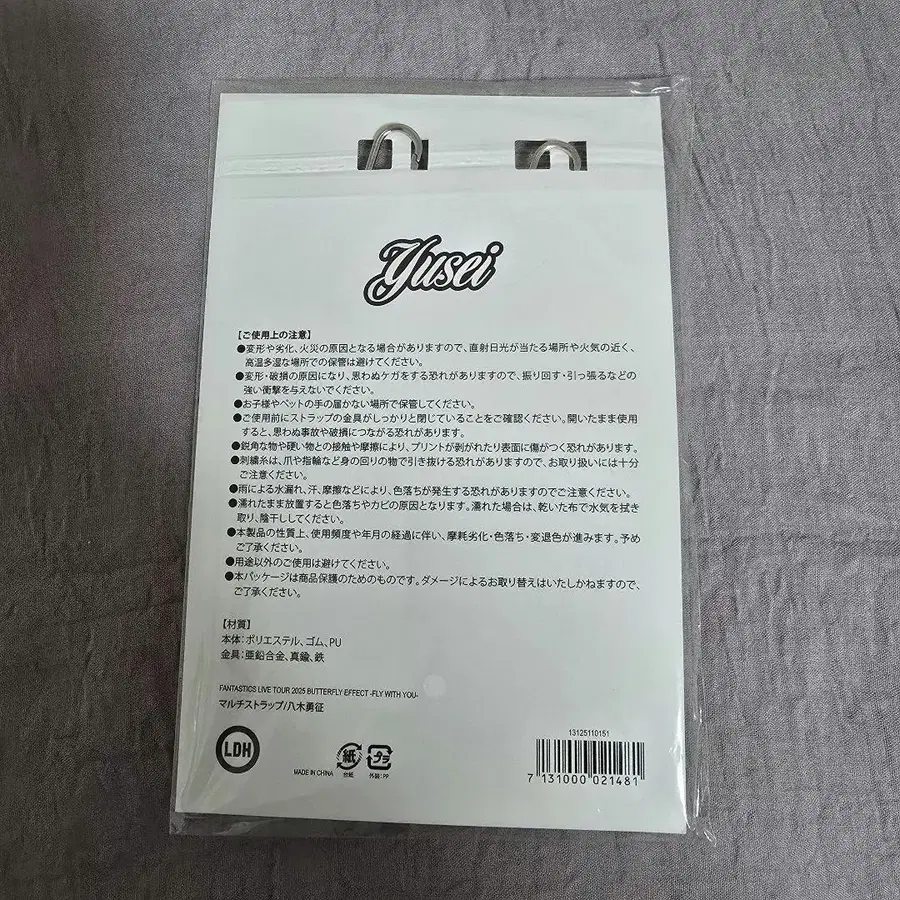 Yusei
【ご使用上の注意】
●変形や劣化、火災の原因となる場合がありますので、直射日光が当たる場所や火気の近く、
高温多湿な場所での保管は避けてください。
●変形・破損の原因になり、思わぬケガをする恐れがありますので、振り回す・引っ張るなどの
強い衝撃を与えないでください。
●お子様やペットの手の届かない場所で保管してください。
●ご使用前にストラップの金具がしっかりと閉じていることをご確認ください。開いたまま使用
すると、思わぬ事故や破損につながる恐れがあります。
●鋭角な物や硬い物との接触や摩擦により、プリントが剥がれたり表面に傷がつく恐れがあります。
●刺繍糸は、爪や指輪など身の回りの物で引き抜ける恐れがありますので、お取り扱いには十分
ご注意ください。
●雨による水漏れ、汗、摩擦などにより、色落ちが発生する恐れがありますのでご注意ください。
●濡れたまま放置すると色落ちやカビの原因となります。濡れた場合は、乾いた布で水気を拭き
取り、陰干ししてください。
●本製品の性質上、使用頻度や年月の経過に伴い、摩耗劣化・色落ち・変退色が進みます。予め
ご了承ください。
●用途以外のご使用は避けてください。
●本パッケージは商品保護のためのものです。ダメージによるお取り替えはいたしかねますので、
ご了承ください。
【材質】
本体：ポリエステル、ゴム、PU
金具：亜鉛合金、真鍮、鉄
FANTASTICS LIVE TOUR 2025 BUTTERFLY EFFECT -FLY WITH YOU-
マルチストラップ/八木勇征
LDH
MADE IN CHINA
紙
台紙
プラ
外装：PP
13125110151
7 131000 021481